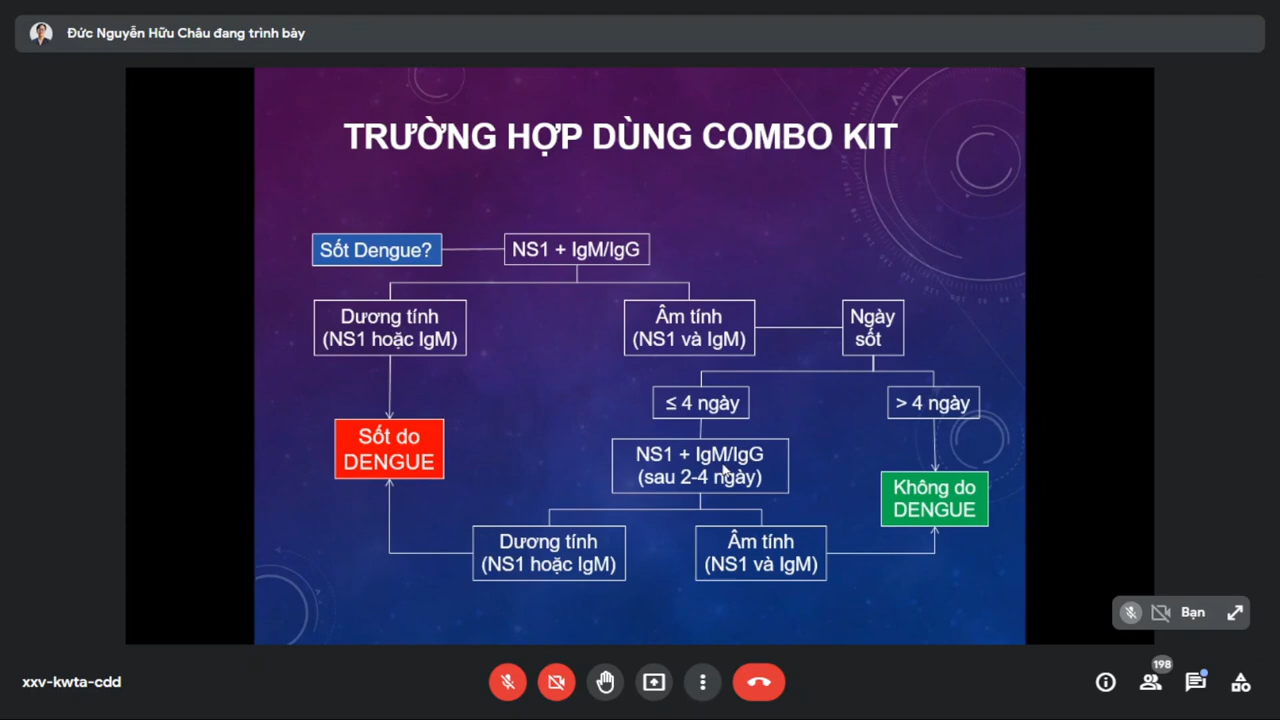 Đức Nguyễn Hữu Châu đang trình bày
TRƯỜNG HỢP DÙNG COMBO KIT
Sốt Dengue?
NS1 + IgM/IgG
Dương tính
(NS1 hoặc IgM)
Âm tính
(NS1 và IgM)
Ngày
sốt
≤ 4 ngày
> 4 ngày
Sốt do
DENGUE
NS1 + IgM/IgG
(sau 2-4 ngày)
Không do
DENGUE
Dương tính
(NS1 hoặc IgM)
Âm tính
(NS1 và IgM)
Bạn
xxv-kwta-cdd
198